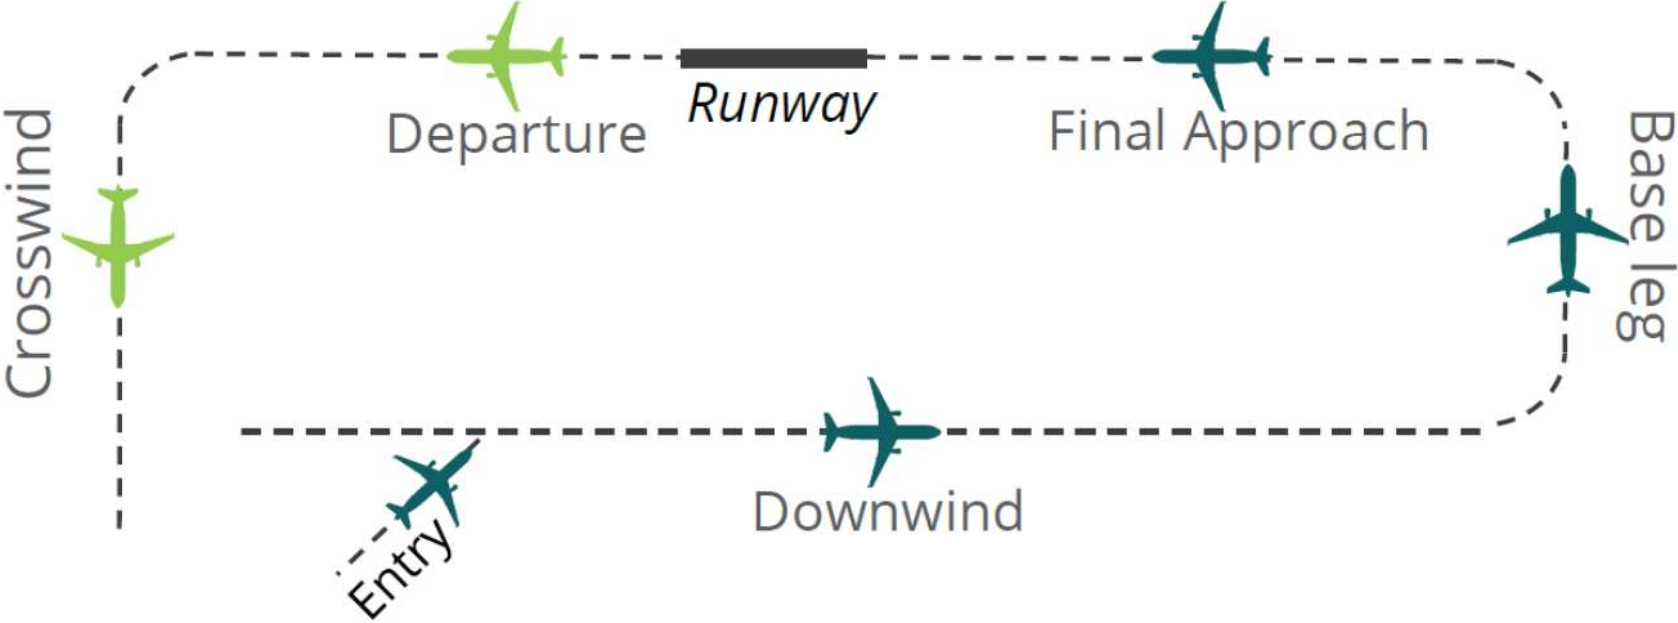 Runway
Departure
Final Approach
Crosswind
Base leg
Downwind
Entry